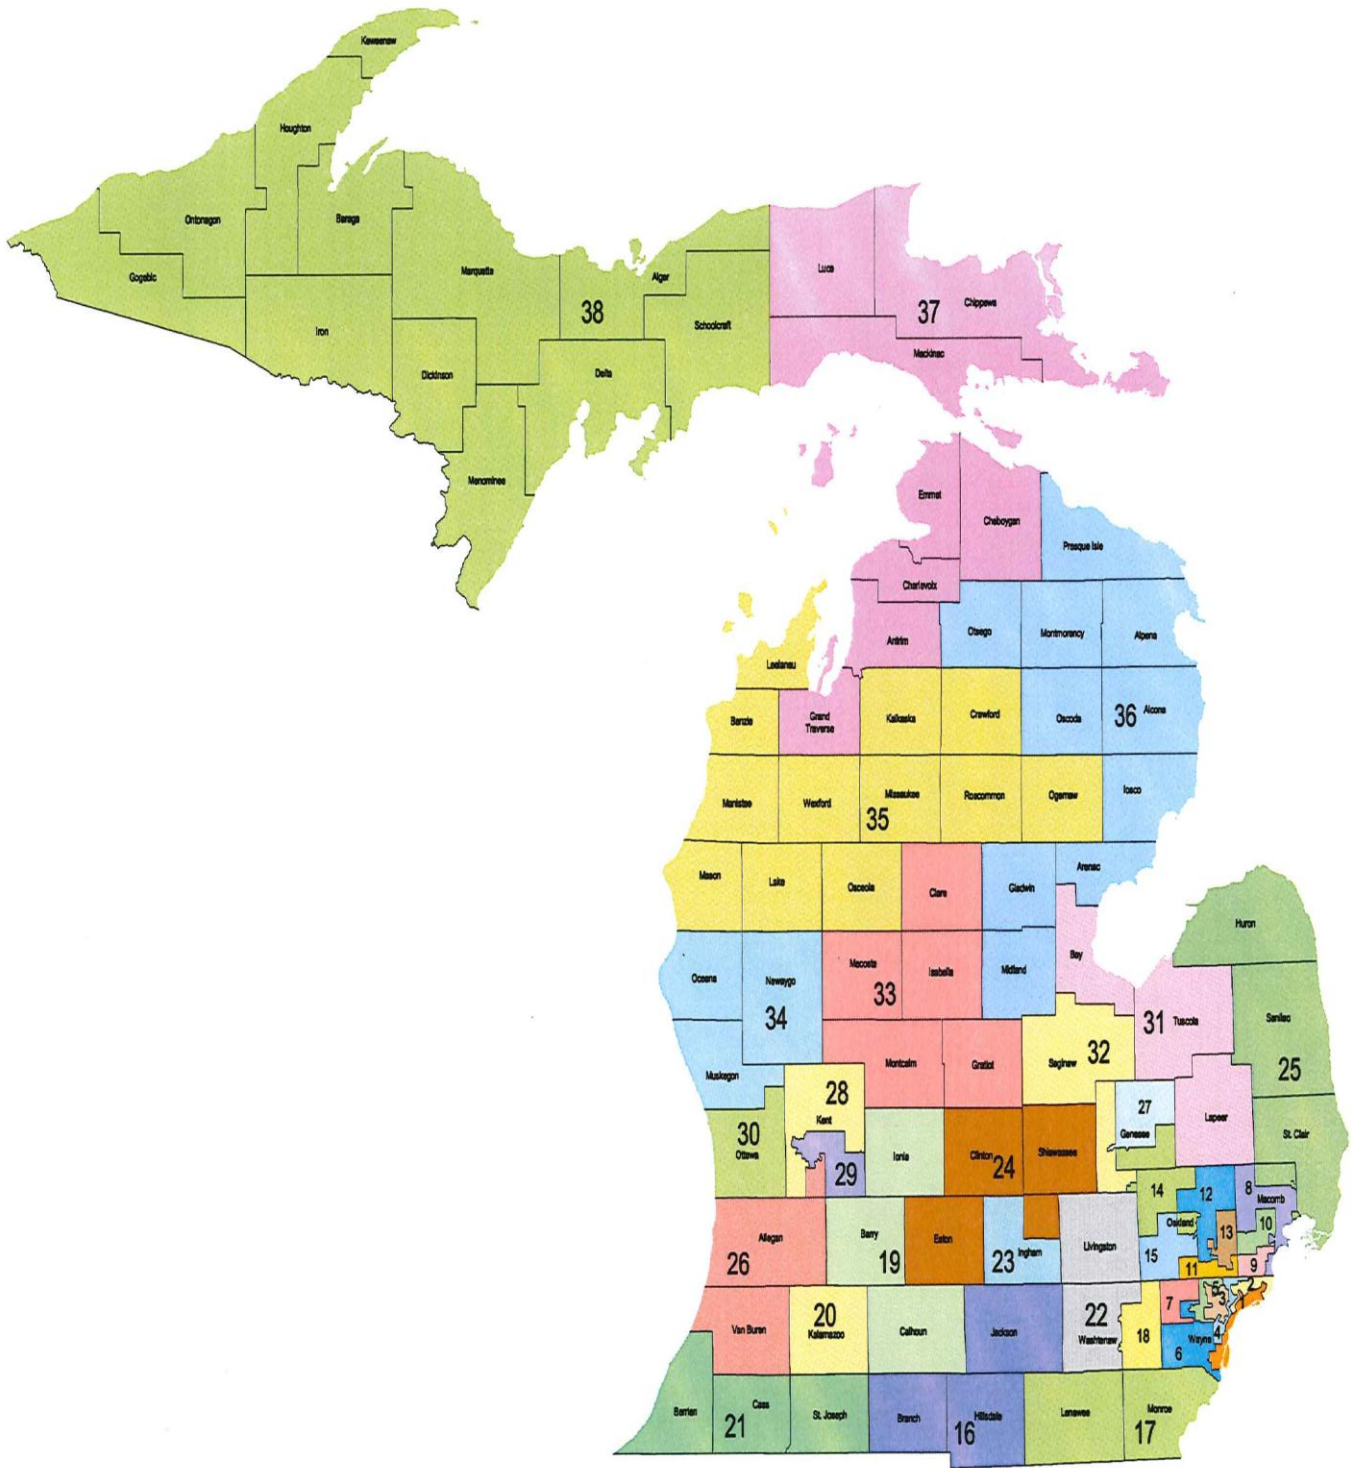 Keweenaw
Houghton
Ontonagon
Baraga
Gogebic
Marquette
Luce
Alger
38
37
Chippewa
Iron
Schoolcraft
Mackinac
Dickinson
Delta
Menominee
Emmet
Cheboygan
Presque Isle
Charlevoix
Antrim
Otsego
Montmorency
Alpena
Leelanau
Benzie
Grand
Traverse
Kalkaska
Crawford
Oscoda
36
Alcona
Manistee
Wexford
Missaukee
35
Roscommon
Ogemaw
Iosco
Mason
Lake
Osceola
Clare
Gladwin
Arenac
Huron
Oceana
Newaygo
34
Mecosta
33
Isabella
Midland
Bay
31
Tuscola
Sanilac
25
Muskegon
Montcalm
Gratiot
Saginaw
32
28
Kent
27
Genesee
Lapeer
St. Clair
30
Ottawa
29
Ionia
Clinton
24
Shiawassee
14
12
8
Macomb
Oakland
13
10
Allegan
26
Barry
19
Eaton
23
Ingham
Livingston
15
11
9
Van Buren
20
Kalamazoo
Calhoun
Jackson
22
Washtenaw
18
7
5
3
2
1
4
Wayne
6
Berrien
Cass
21
St. Joseph
Branch
Hillsdale
16
Lenawee
Monroe
17